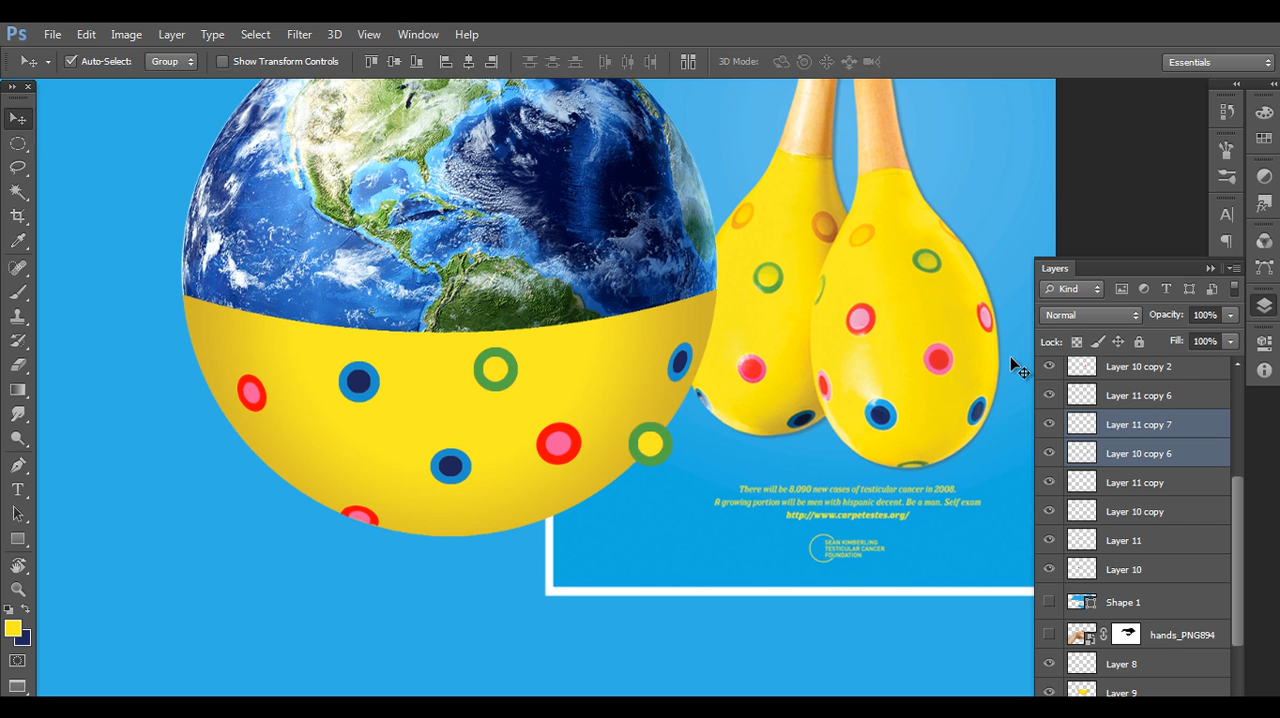 Ps File Edit Image Layer Type Select Filter 3D View Window Help
Auto-Select: Group Show Transform Controls 3D Mode: Essentials
Layers
Kind
Normal Opacity: 100%
Lock: Fill: 100%
Layer 10 copy 2
Layer 11 copy 6
Layer 11 copy 7
Layer 10 copy 6
Layer 11 copy
Layer 10 copy
Layer 11
Layer 10
Shape 1
hands_PNG894
Layer 8
Layer 9
There will be 8,090 new cases of testicular cancer in 2008.
A growing portion will be men with hispanic decent. Be a man. Self exam
http://www.carpetestes.org/
SEAN KIMBERLING
TESTICULAR CANCER
FOUNDATION